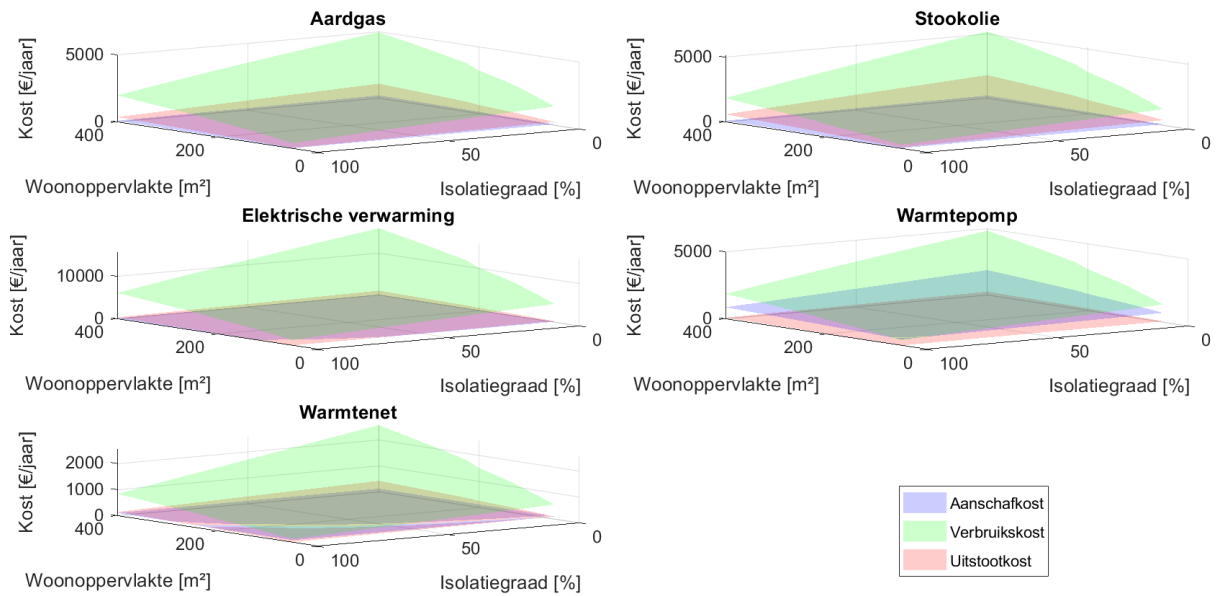 Aardgas
Kost [€/jaar]
5000
0
400
200
0
Woonoppervlakte [m²]
100
50
0
Isolatiegraad [%]
Stookolie
Kost [€/jaar]
5000
0
400
200
0
Woonoppervlakte [m²]
100
50
0
Isolatiegraad [%]
Elektrische verwarming
Kost [€/jaar]
10000
0
400
200
0
Woonoppervlakte [m²]
100
50
0
Isolatiegraad [%]
Warmtepomp
Kost [€/jaar]
5000
0
400
200
0
Woonoppervlakte [m²]
100
50
0
Isolatiegraad [%]
Warmtenet
Kost [€/jaar]
2000
1000
0
400
200
0
Woonoppervlakte [m²]
100
50
0
Isolatiegraad [%]
Aanschafkost
Verbruikskost
Uitstootkost